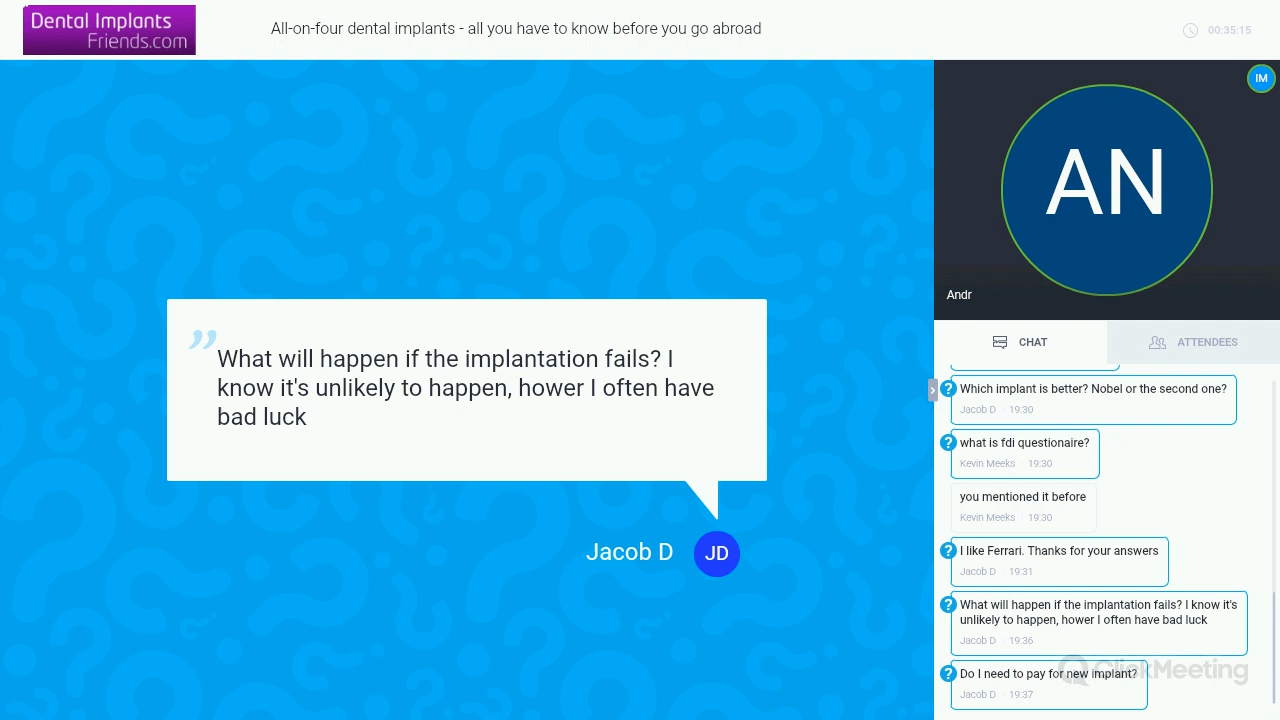 Dental Implants
Friends.com
All-on-four dental implants - all you have to know before you go abroad
00:35:15
IM
AN
Andr
”
What will happen if the implantation fails? I
know it's unlikely to happen, hower I often have
bad luck
Jacob D
JD
CHAT
ATTENDEES
? Which implant is better? Nobel or the second one?
Jacob D 19:30
? what is fdi questionaire?
Kevin Meeks 19:30
you mentioned it before
Kevin Meeks 19:30
? I like Ferrari. Thanks for your answers
Jacob D 19:31
? What will happen if the implantation fails? I know it's
unlikely to happen, hower I often have bad luck
Jacob D 19:36
ClickMeeting
? Do I need to pay for new implant?
Jacob D 19:37